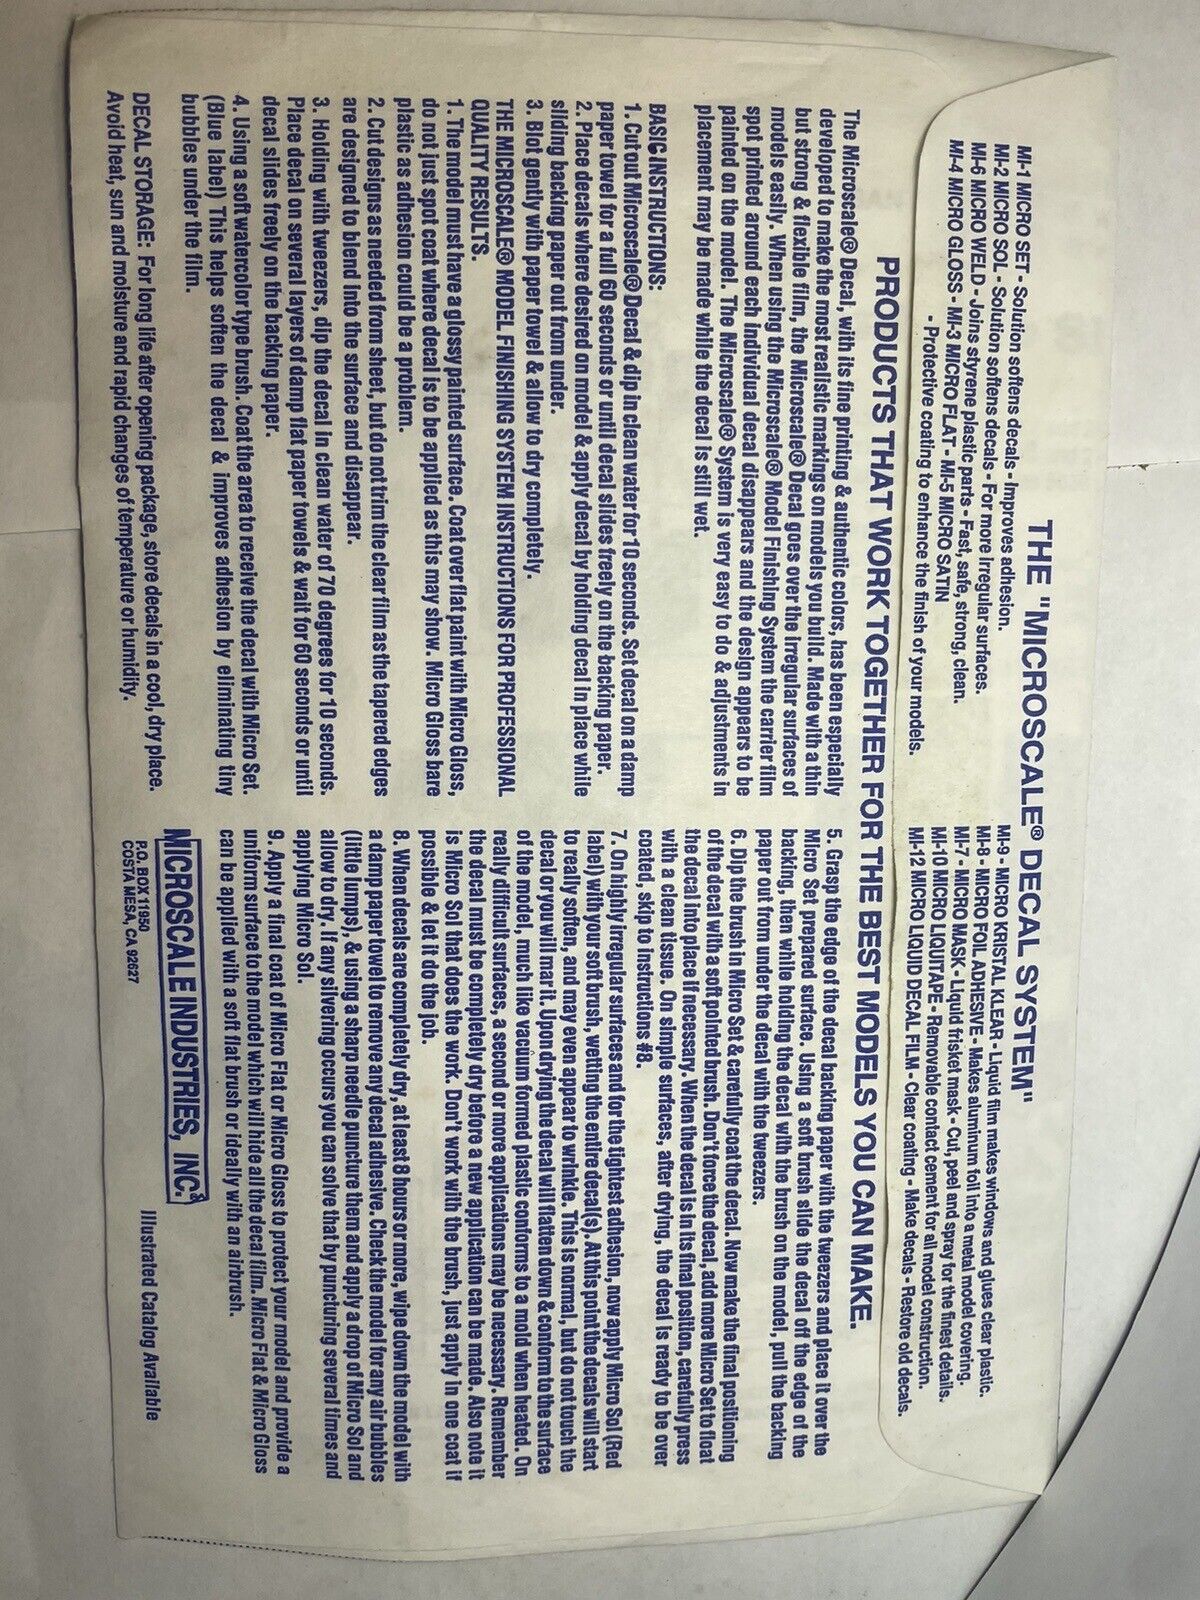 THE "MICROSCALE® DECAL SYSTEM"
MI-1 MICRO SET - Solution softens decals - Improves adhesion.
MI-2 MICRO SOL - Solution softens decals - For more irregular surfaces.
MI-6 MICRO WELD - Joins styrene plastic parts - Fast, safe, strong, clean.
MI-4 MICRO GLOSS - MI-3 MICRO FLAT - MI-5 MICRO SATIN
- Protective coating to enhance the finish of your models.
MI-9 - MICRO KRISTAL KLEAR - Liquid film makes windows and glues clear plastic.
MI-8 - MICRO FOIL ADHESIVE - Makes aluminum foil into a metal model covering.
MI-7 - MICRO MASK - Liquid frisket mask - Cut, peel and spray for the finest details.
MI-10 MICRO LIQUITAPE - Removable contact cement for all model construction.
MI-12 MICRO LIQUID DECAL FILM - Clear coating - Make decals - Restore old decals.
PRODUCTS THAT WORK TOGETHER FOR THE BEST MODELS YOU CAN MAKE.
The Microscale® Decal, with its fine printing & authentic colors, has been especially
developed to make the most realistic markings on models you build. Made with a thin
but strong & flexible film, the Microscale® Decal goes over the irregular surfaces of
models easily. When using the Microscale® Model Finishing System the carrier film
spot printed around each individual decal disappears and the design appears to be
painted on the model. The Microscale® System is very easy to do & adjustments in
placement may be made while the decal is still wet.
BASIC INSTRUCTIONS:
1. Cut out Microscale® Decal & dip in clean water for 10 seconds. Set decal on a damp
paper towel for a full 60 seconds or until decal slides freely on the backing paper.
2. Place decals where desired on model & apply decal by holding decal in place while
sliding backing paper out from under.
3. Blot gently with paper towel & allow to dry completely.
THE MICROSCALE® MODEL FINISHING SYSTEM INSTRUCTIONS FOR PROFESSIONAL
QUALITY RESULTS.
1. The model must have a glossy painted surface. Coat over flat paint with Micro Gloss,
do not just spot coat where decal is to be applied as this may show. Micro Gloss bare
plastic as adhesion could be a problem.
2. Cut designs as needed from sheet, but do not trim the clear film as the tapered edges
are designed to blend into the surface and disappear.
3. Holding with tweezers, dip the decal in clean water of 70 degrees for 10 seconds.
Place decal on several layers of damp flat paper towels & wait for 60 seconds or until
decal slides freely on the backing paper.
4. Using a soft watercolor type brush. Coat the area to receive the decal with Micro Set.
(Blue label) This helps soften the decal & improves adhesion by eliminating tiny
bubbles under the film.
DECAL STORAGE: For long life after opening package, store decals in a cool, dry place.
Avoid heat, sun and moisture and rapid changes of temperature or humidity.
5. Grasp the edge of the decal backing paper with the tweezers and place it over the
Micro Set prepared surface. Using a soft brush slide the decal off the edge of the
backing, then while holding the decal with the brush on the model, pull the backing
paper out from under the decal with the tweezers.
6. Dip the brush in Micro Set & carefully coat the decal. Now make the final positioning
of the decal with a soft pointed brush. Don't force the decal, add more Micro Set to float
the decal into place if necessary. When the decal is in its final position, carefully press
with a clean tissue. On simple surfaces, after drying, the decal is ready to be over
coated, skip to instructions #8.
7. On highly irregular surfaces and for the tightest adhesion, now apply Micro Sol (Red
label) with your soft brush, wetting the entire decal(s). At this point the decals will start
to really soften, and may even appear to wrinkle. This is normal, but do not touch the
decal or you will mar it. Upon drying the decal will flatten down & conform to the surface
of the model, much like vacuum formed plastic conforms to a mold when heated. On
really difficult surfaces, a second or more applications may be necessary. Remember
the decal must be completely dry before a new application can be made. Also note it
is Micro Sol that does the work. Don't work with the brush, just apply in one coat if
possible & let it do the job.
8. When decals are completely dry, at least 8 hours or more, wipe down the model with
a damp paper towel to remove any decal adhesive. Check the model for any air bubbles
(little lumps), & using a sharp needle puncture them and apply a drop of Micro Sol and
allow to dry. If any silvering occurs you can solve that by puncturing several times and
applying Micro Sol.
9. Apply a final coat of Micro Flat or Micro Gloss to protect your model and provide a
uniform surface to the model which will hide all the decal film. Micro Flat & Micro Gloss
can be applied with a soft flat brush or ideally with an airbrush.
MICROSCALE INDUSTRIES, INC.®
P.O. BOX 11950
COSTA MESA, CA 92627
Illustrated Catalog Available